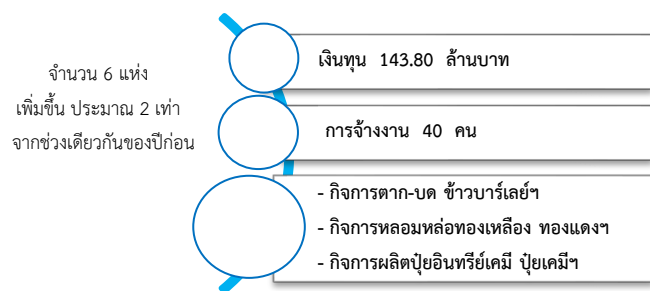 จำนวน 6 แห่ง
เพิ่มขึ้น ประมาณ 2 เท่า
จากช่วงเดียวกันของปีก่อน
เงินทุน 143.80 ล้านบาท
การจ้างงาน 40 คน
- กิจการตาก-บด ข้าวบาร์เลย์ฯ
- กิจการหลอมหล่อทองเหลือง ทองแดงฯ
- กิจการผลิตปุ๋ยอินทรีย์เคมี ปุ๋ยเคมีฯ